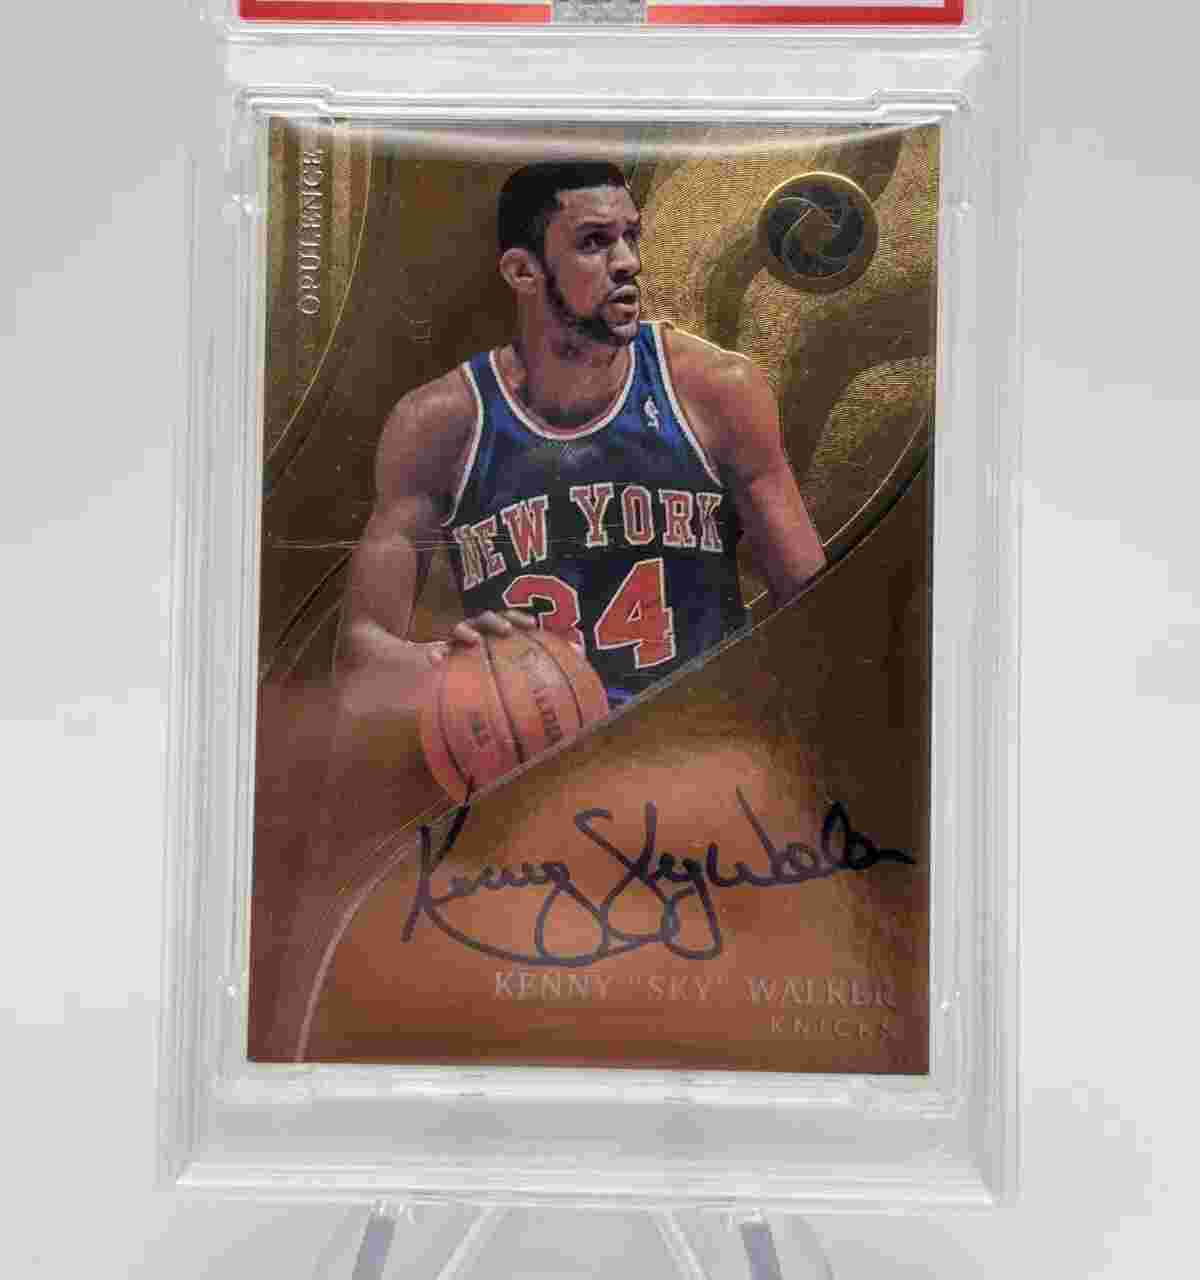 OPULENCE
NEW YORK
34
Kenny Sky Walker
KENNY "SKY" WALKER
KNICKS